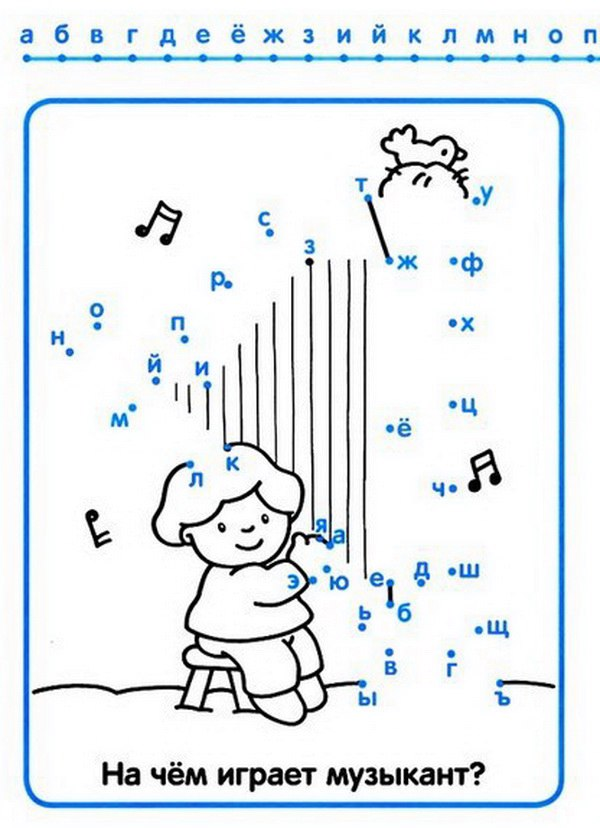 а б в г д е ё ж з и й к л м н о п
т
у
с
з
ж
ф
р
о
п
х
н
й
и
м
ц
ё
к
л
ч
я
а
э
ю
е
д
ш
ь
б
щ
в
г
ы
ъ
На чём играет музыкант?